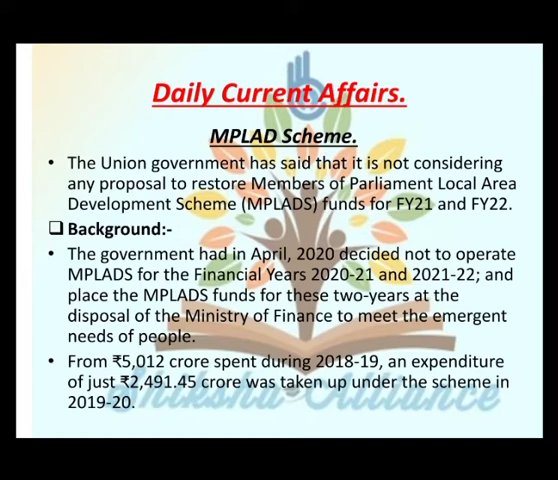 Daily Current Affairs.
MPLAD Scheme.
• The Union government has said that it is not considering
any proposal to restore Members of Parliament Local Area
Development Scheme (MPLADS) funds for FY21 and FY22.
❑ Background:-
• The government had in April, 2020 decided not to operate
MPLADS for the Financial Years 2020-21 and 2021-22; and
place the MPLADS funds for these two-years at the
disposal of the Ministry of Finance to meet the emergent
needs of people.
• From ₹5,012 crore spent during 2018-19, an expenditure
of just ₹2,491.45 crore was taken up under the scheme in
2019-20.
Shiksha Alliance